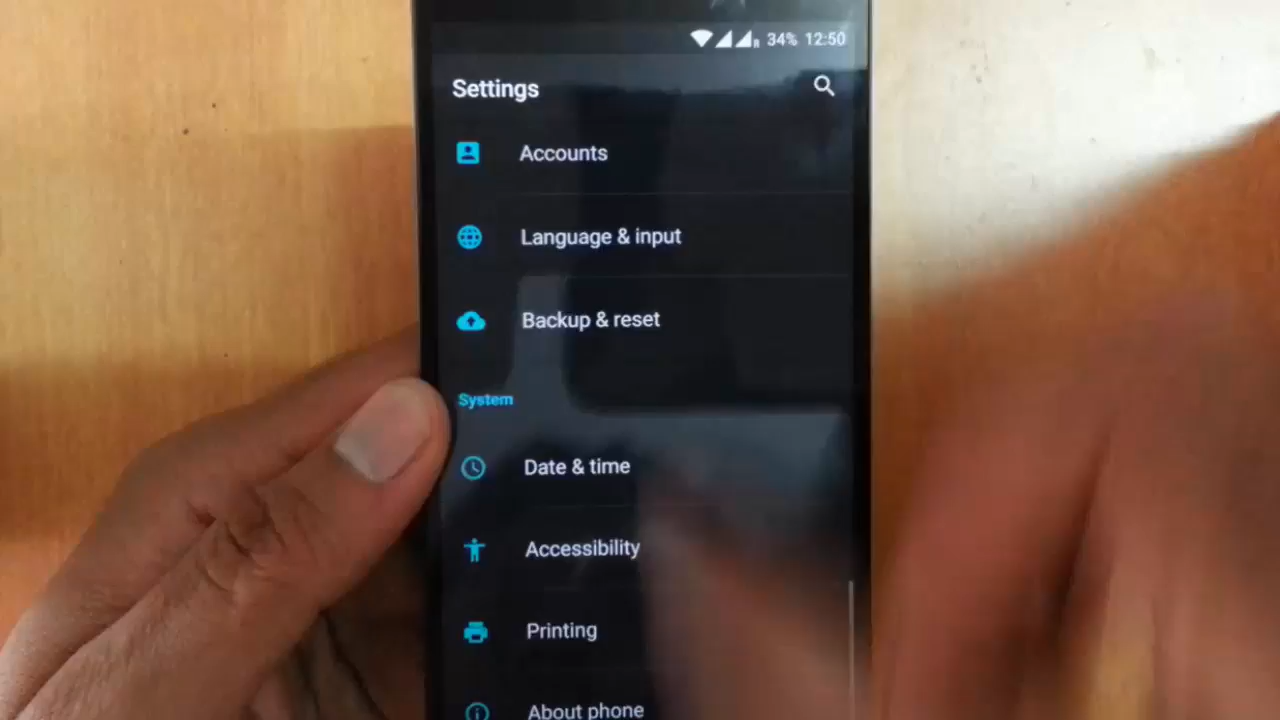 34% 12:50
Settings
Accounts
Language & input
Backup & reset
System
Date & time
Accessibility
Printing
About phone